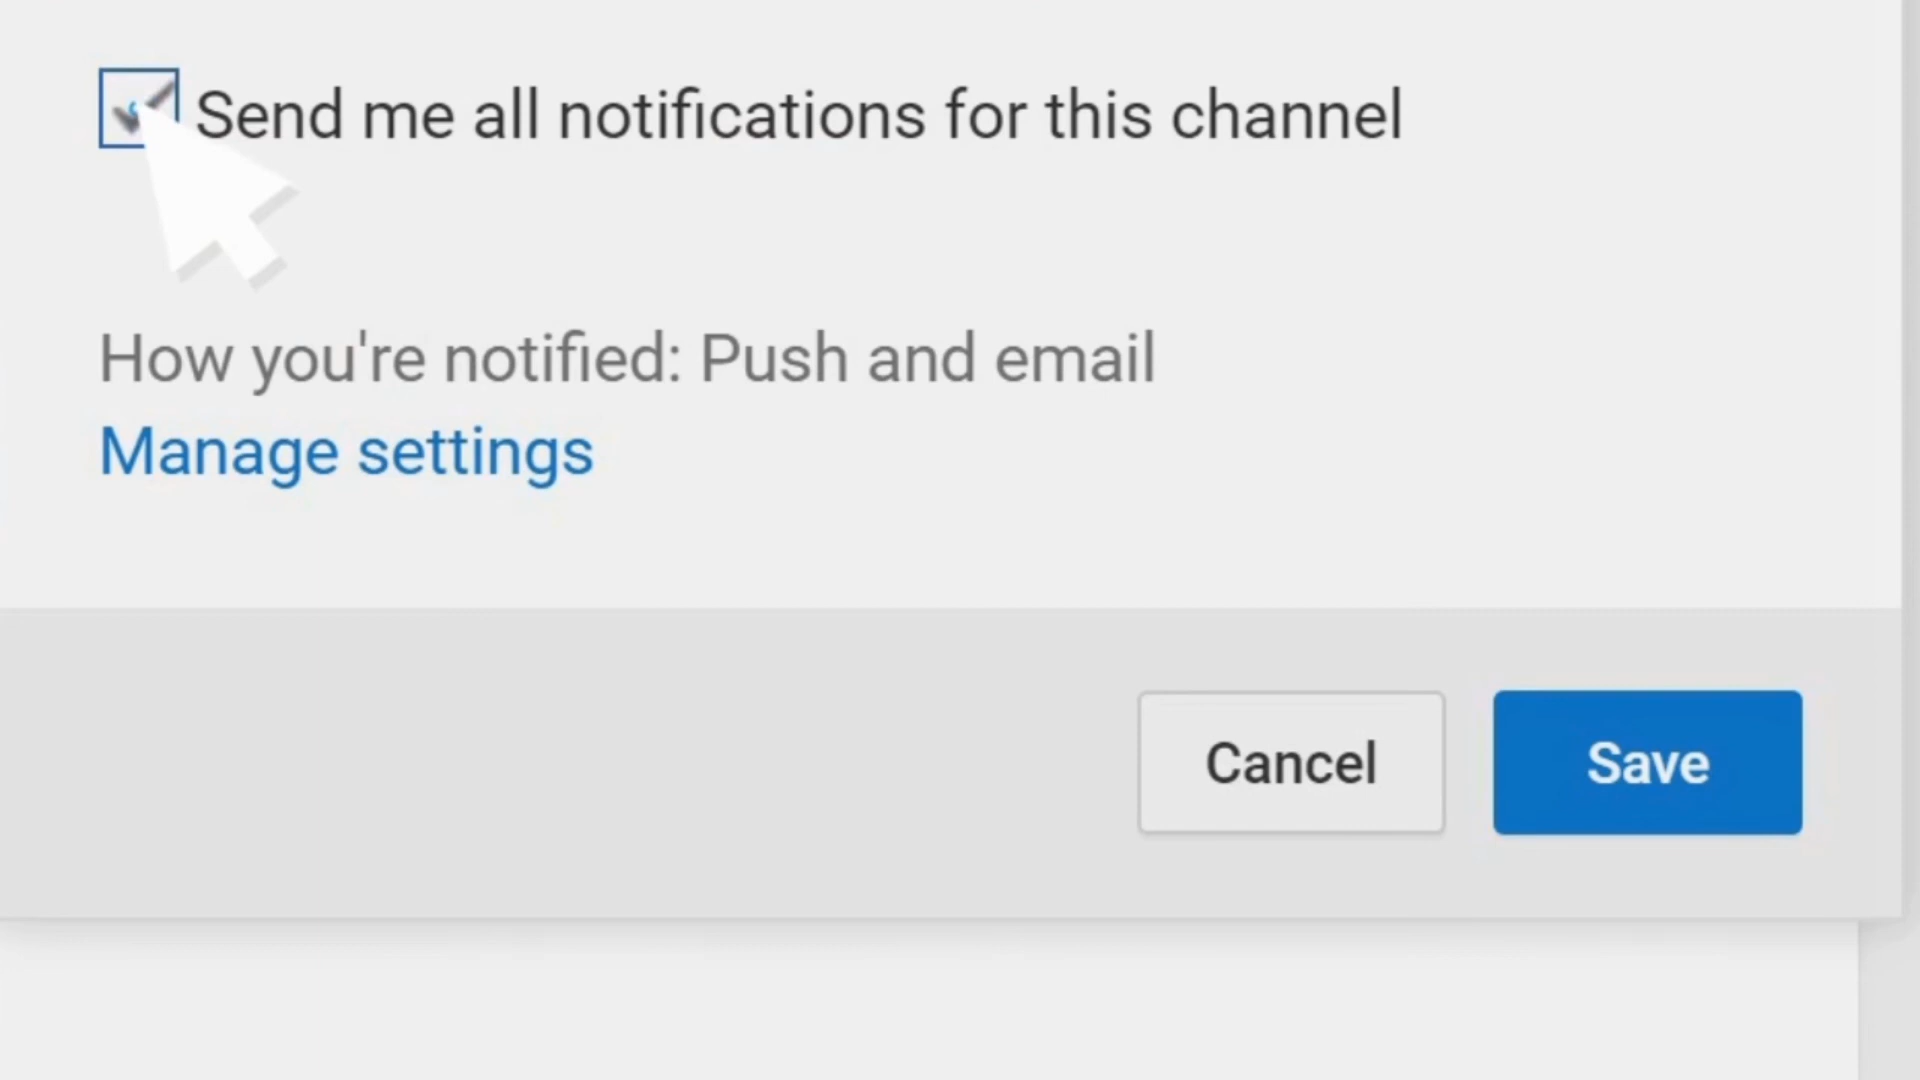 Send me all notifications for this channel
How you're notified: Push and email
Manage settings
Cancel
Save